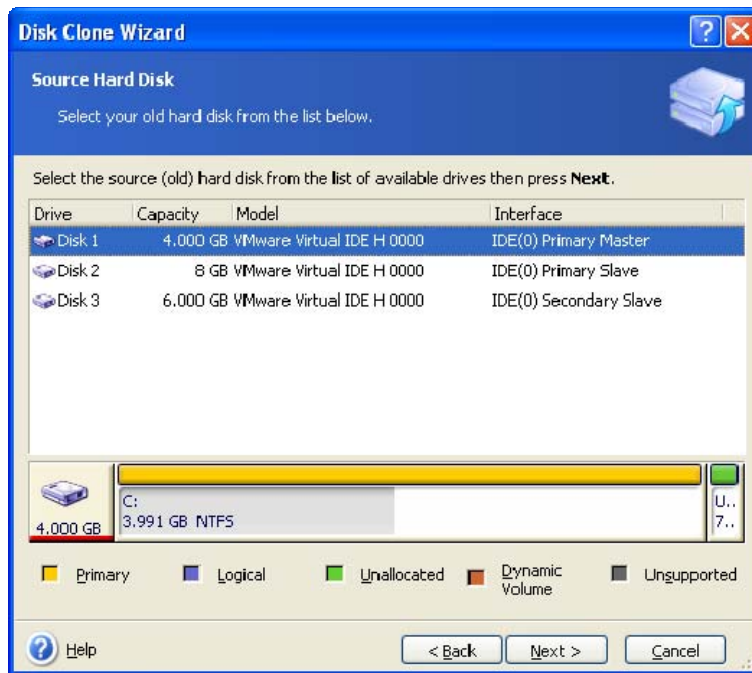 Disk Clone Wizard
Source Hard Disk
Select your old hard disk from the list below.
Select the source (old) hard disk from the list of available drives then press Next.
Drive Capacity Model Interface
Disk 1 4.000 GB VMware Virtual IDE H 0000 IDE(0) Primary Master
Disk 2 8 GB VMware Virtual IDE H 0000 IDE(0) Primary Slave
Disk 3 6.000 GB VMware Virtual IDE H 0000 IDE(0) Secondary Slave
4.000 GB
C:
3.991 GB NTFS
U..
7..
Primary Logical Unallocated Dynamic Volume Unsupported
Help < Back Next > Cancel